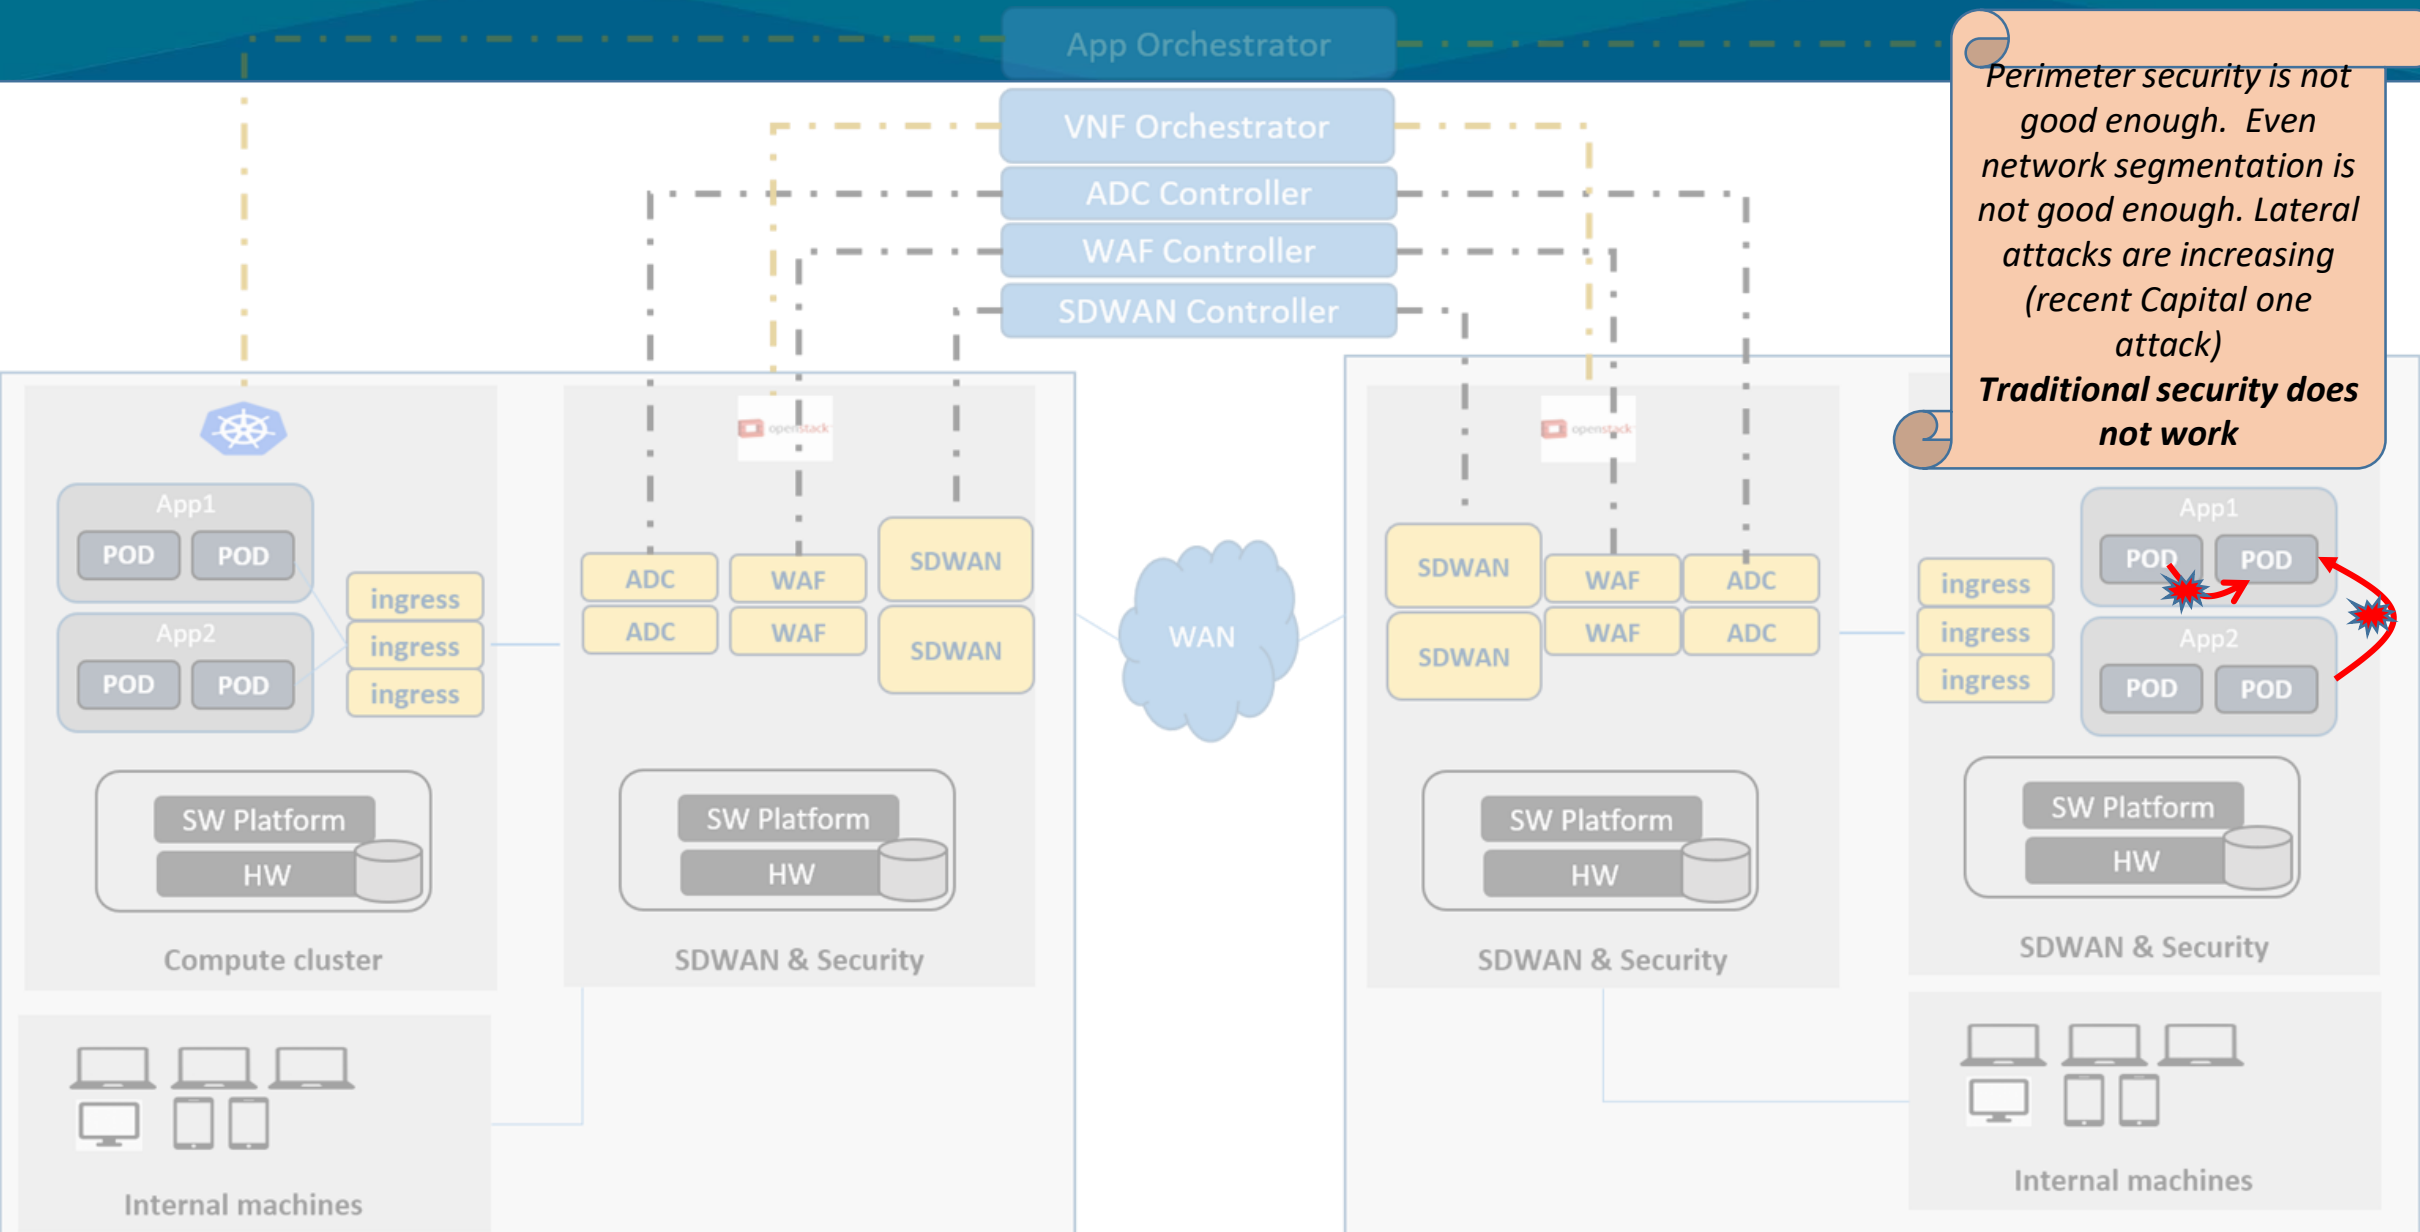 App Orchestrator
VNF Orchestrator
ADC Controller
WAF Controller
SDWAN Controller
Perimeter security is not
good enough.  Even
network segmentation is
not good enough. Lateral
attacks are increasing
(recent Capital one
attack)
Traditional security does
not work
App1
POD POD
App2
POD POD
ingress
ingress
ingress
SW Platform
HW
Compute cluster
Internal machines
openstack
ADC
ADC
WAF
WAF
SDWAN
SDWAN
SW Platform
HW
SDWAN & Security
WAN
openstack
SDWAN
SDWAN
WAF
WAF
ADC
ADC
SW Platform
HW
SDWAN & Security
ingress
ingress
ingress
App1
POD POD
App2
POD POD
SW Platform
HW
SDWAN & Security
Internal machines